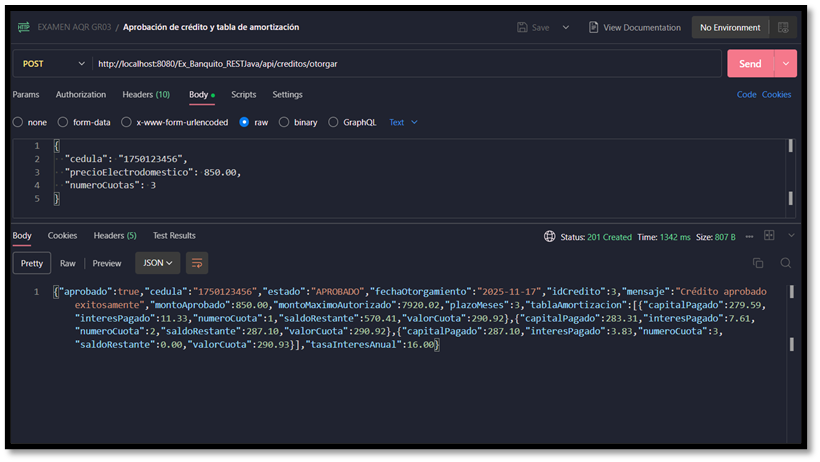 HTTP EXAMEN AQR GR03 / Aprobación de crédito y tabla de amortización Save View Documentation No Environment
POST http://localhost:8080/Ex_Banquito_RESTJava/api/creditos/otorgar Send
Params Authorization Headers (10) Body Scripts Settings Code Cookies
none form-data x-www-form-urlencoded raw binary GraphQL Text
1 {
2 "cedula": "1750123456",
3 "precioElectrodomestico": 850.00,
4 "numeroCuotas": 3
5 }
Body Cookies Headers (5) Test Results Status: 201 Created Time: 1342 ms Size: 807 B
Pretty Raw Preview JSON
1 {"aprobado":true,"cedula":"1750123456","estado":"APROBADO","fechaOtorgamiento":"2025-11-17","idCredito":3,"mensaje":"Crédito aprobado
exitosamente","montoAprobado":850.00,"montoMaximoAutorizado":7920.02,"plazoMeses":3,"tablaAmortizacion":[{"capitalPagado":279.59,
"interesPagado":11.33,"numeroCuota":1,"saldoRestante":570.41,"valorCuota":290.92},{"capitalPagado":283.31,"interesPagado":7.61,
"numeroCuota":2,"saldoRestante":287.10,"valorCuota":290.92},{"capitalPagado":287.10,"interesPagado":3.83,"numeroCuota":3,
"saldoRestante":0.00,"valorCuota":290.93}],"tasaInteresAnual":16.00}